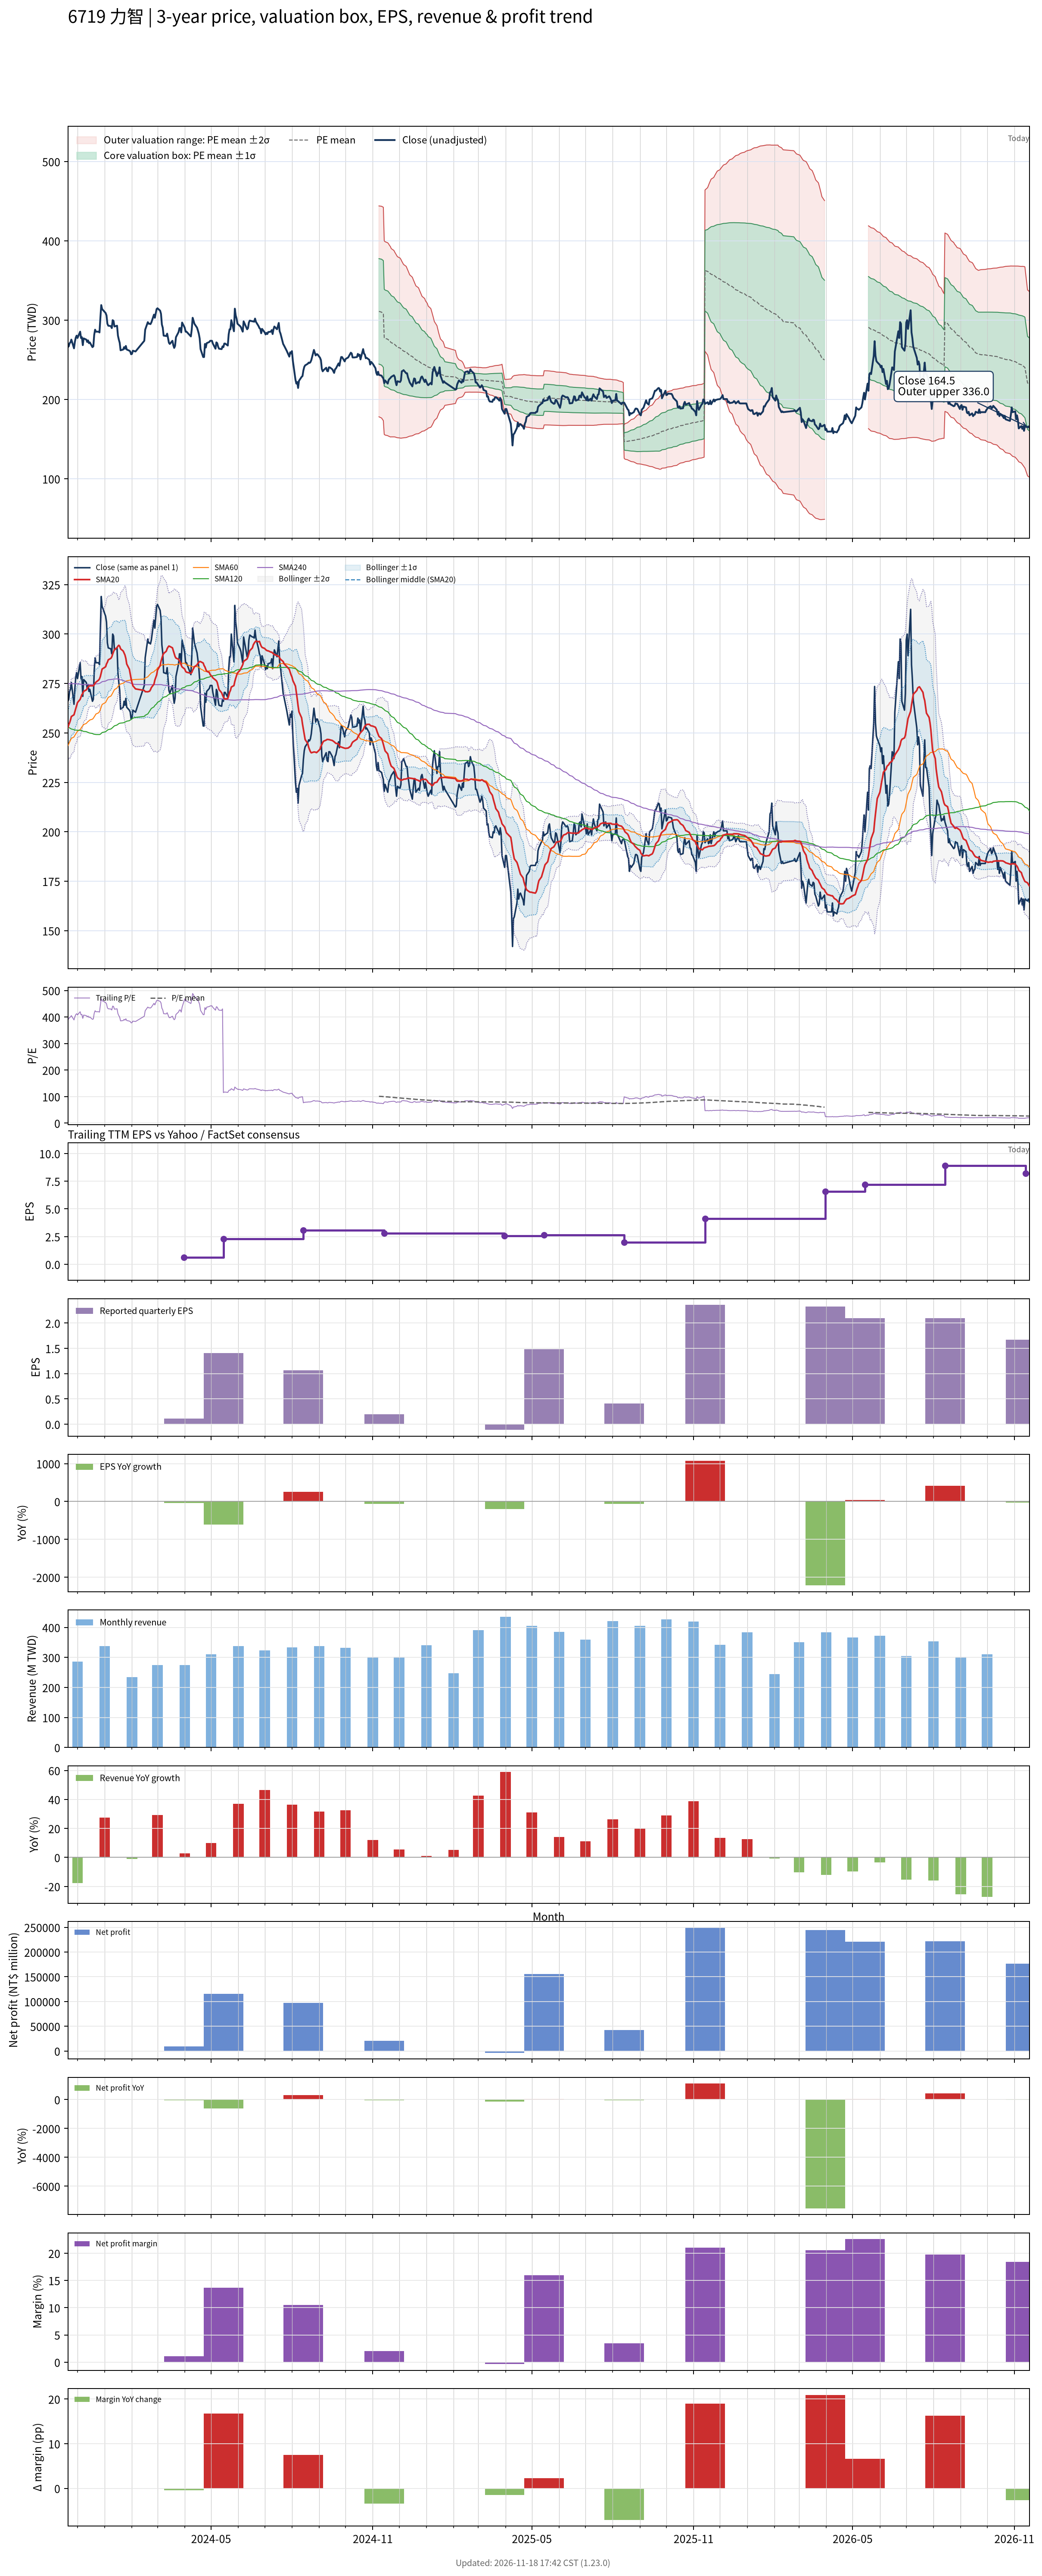 6719 力智 | 3-year price, valuation box, EPS, revenue & profit trend
Outer valuation range: PE mean ±2σ
PE mean
Close (unadjusted)
Core valuation box: PE mean ±1σ
Today
500
400
300
200
100
Price (TWD)
Close 164.5
Outer upper 336.0
Close (same as panel 1)
SMA60
SMA240
Bollinger ±1σ
SMA20
SMA120
Bollinger ±2σ
Bollinger middle (SMA20)
325
300
275
250
225
200
175
150
Price
Trailing P/E
P/E mean
500
400
300
200
100
0
P/E
Trailing TTM EPS vs Yahoo / FactSet consensus
Today
10.0
7.5
5.0
2.5
0.0
EPS
Reported quarterly EPS
2.0
1.5
1.0
0.5
0.0
EPS
EPS YoY growth
1000
0
-1000
-2000
YoY (%)
Monthly revenue
400
300
200
100
0
Revenue (M TWD)
Revenue YoY growth
60
40
20
0
-20
YoY (%)
Month
Net profit
250000
200000
150000
100000
50000
0
Net profit (NT$ million)
Net profit YoY
0
-2000
-4000
-6000
YoY (%)
Net profit margin
20
15
10
5
0
Margin (%)
Margin YoY change
20
10
0
Δ margin (pp)
2024-05
2024-11
2025-05
2025-11
2026-05
2026-11
Updated: 2026-11-18 17:42 CST (1.23.0)